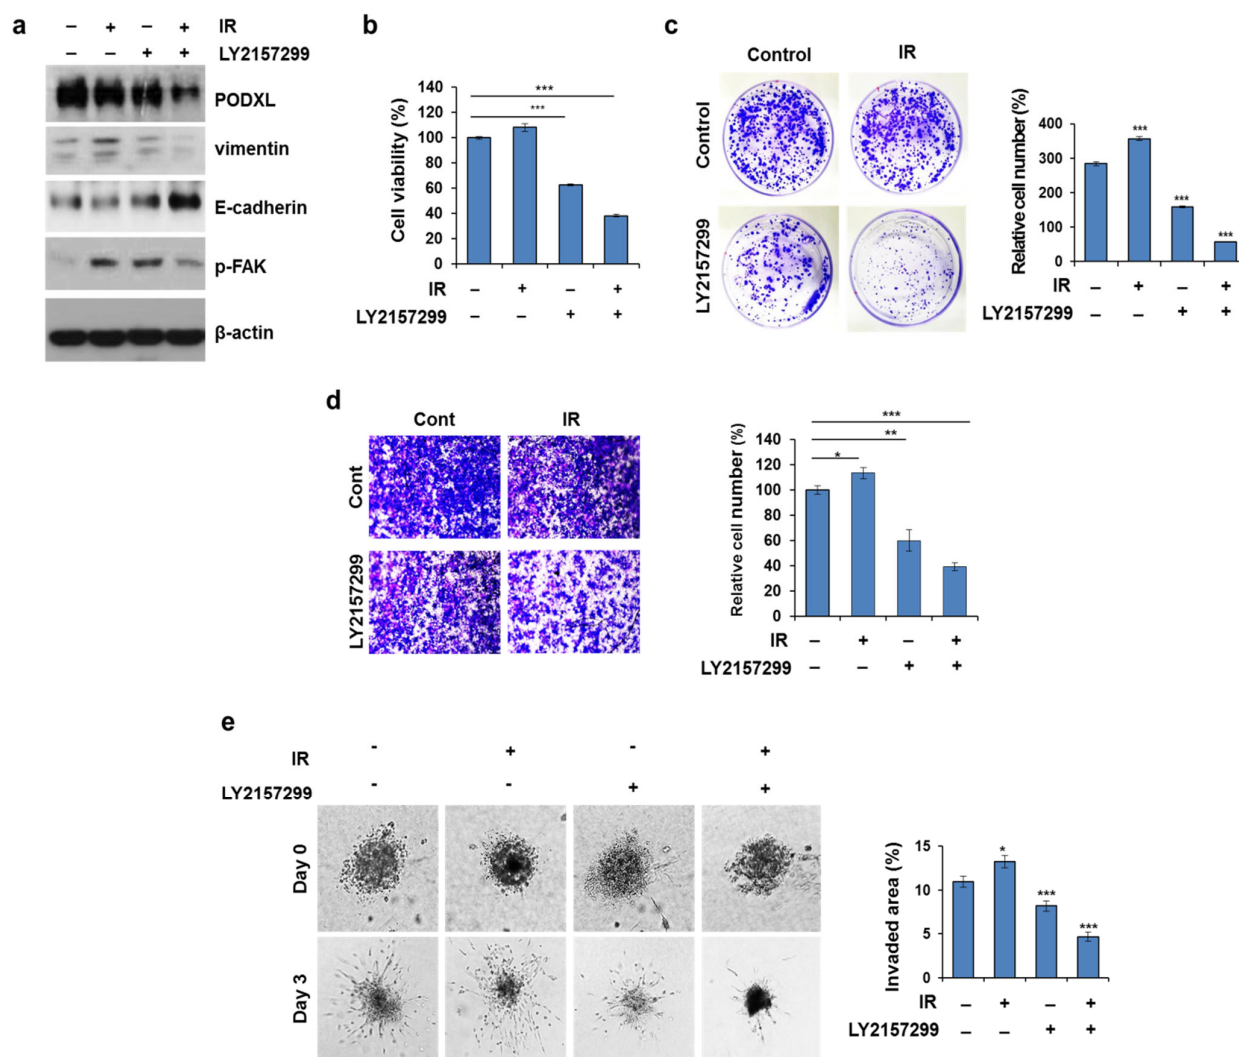 a
– + – + IR
– – + + LY2157299
PODXL
vimentin
E-cadherin
p-FAK
β-actin
b
Cell viability (%)
140
120
100
80
60
40
20
0
***
***
IR – + – +
LY2157299 – – + +
c
Control IR
Control
LY2157299
Relative cell number (%)
400
300
200
100
0
***
***
***
IR – + – +
LY2157299 – – + +
d
Cont IR
Cont
LY2157299
Relative cell number (%)
140
120
100
80
60
40
20
0
***
**
*
IR – + – +
LY2157299 – – + +
e
IR - + - +
LY2157299 - - + +
Day 0
Day 3
Invaded area (%)
15
10
5
0
*
***
***
IR – + – +
LY2157299 – – + +